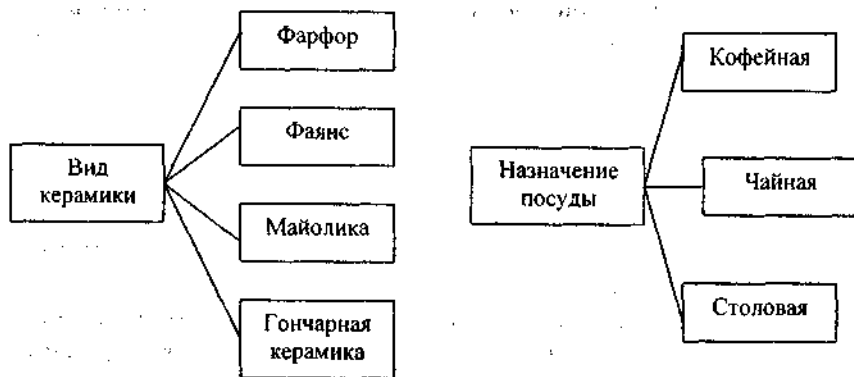 Вид
керамики
Фарфор
Фаянс
Майолика
Гончарная
керамика
Назначение
посуды
Кофейная
Чайная
Столовая